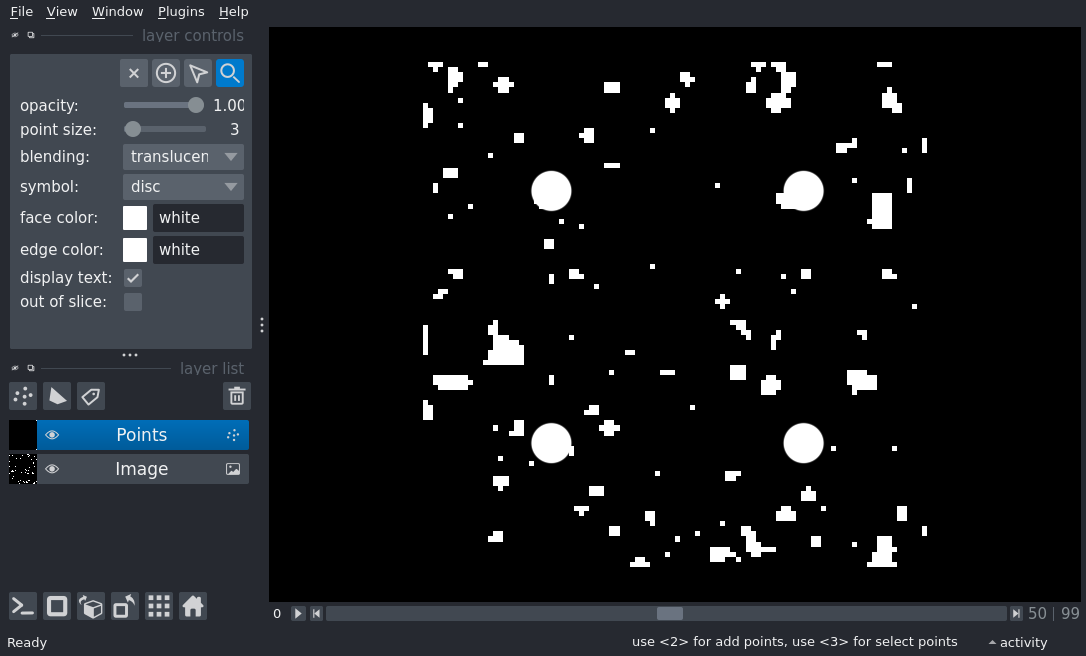 File View Window Plugins Help
layer controls
opacity: 1.00
point size: 3
blending: translucen
symbol: disc
face color: white
edge color: white
display text:
out of slice:
layer list
Points
Image
0 50 99
Ready use <2> for add points, use <3> for select points activity